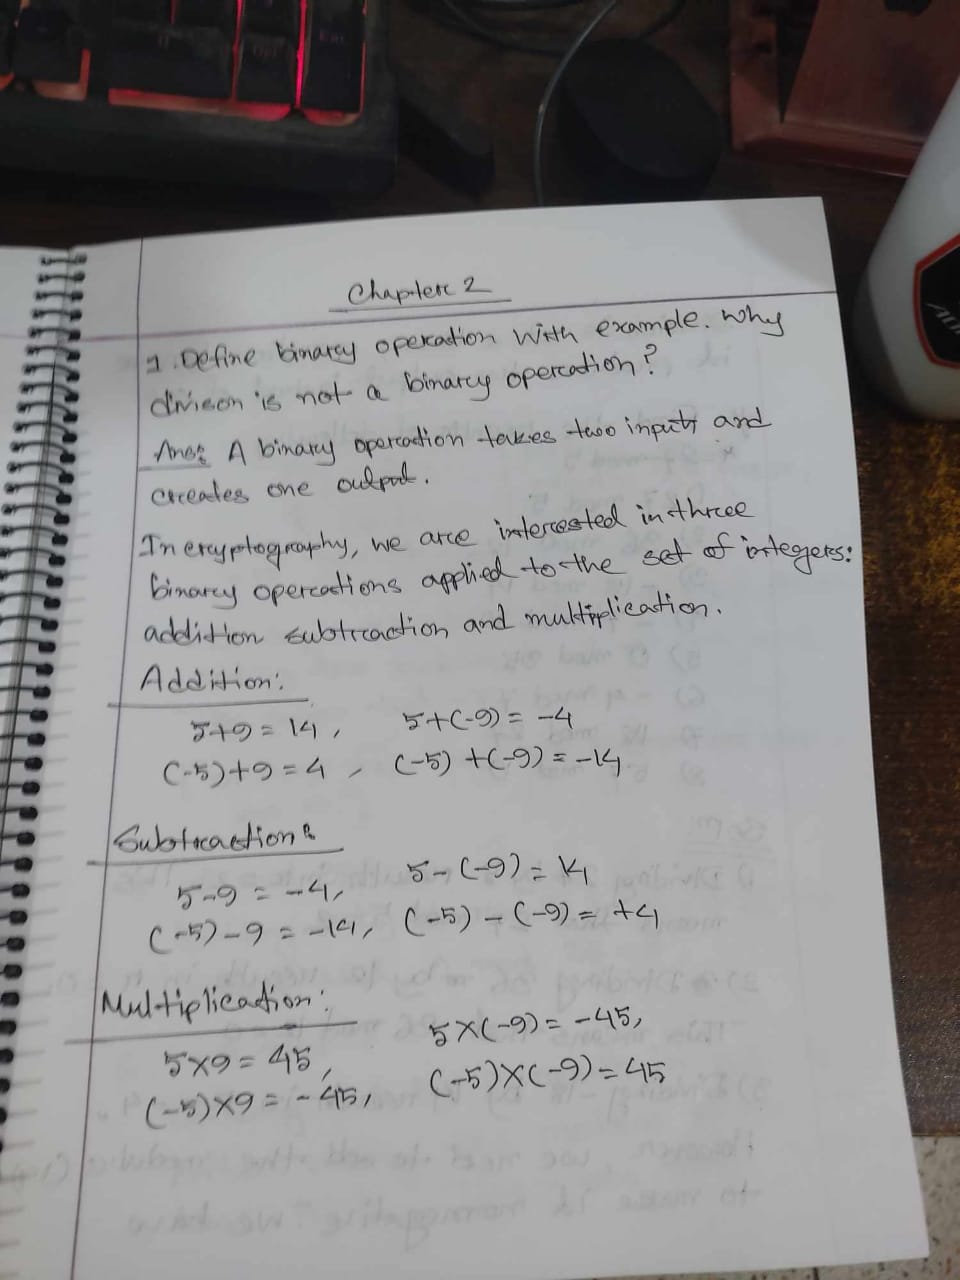 Chapter 2
1. Define binary operation with example. Why
divison is not a binary operation?
Ans: A binary operation takes two inputs and
creates one output.
In cryptography, we are interested in three
binary operations applied to the set of integers:
addition subtraction and multiplication.
Addition:
5+9 = 14, 5+(-9) = -4
(-5)+9 = 4, (-5)+(-9) = -14
Subtraction:
5-9 = -4, 5-(-9) = 14
(-5)-9 = -14, (-5)-(-9) = +4
Multiplication:
5×9 = 45, 5×(-9) = -45,
(-5)×9 = -45, (-5)×(-9) = 45